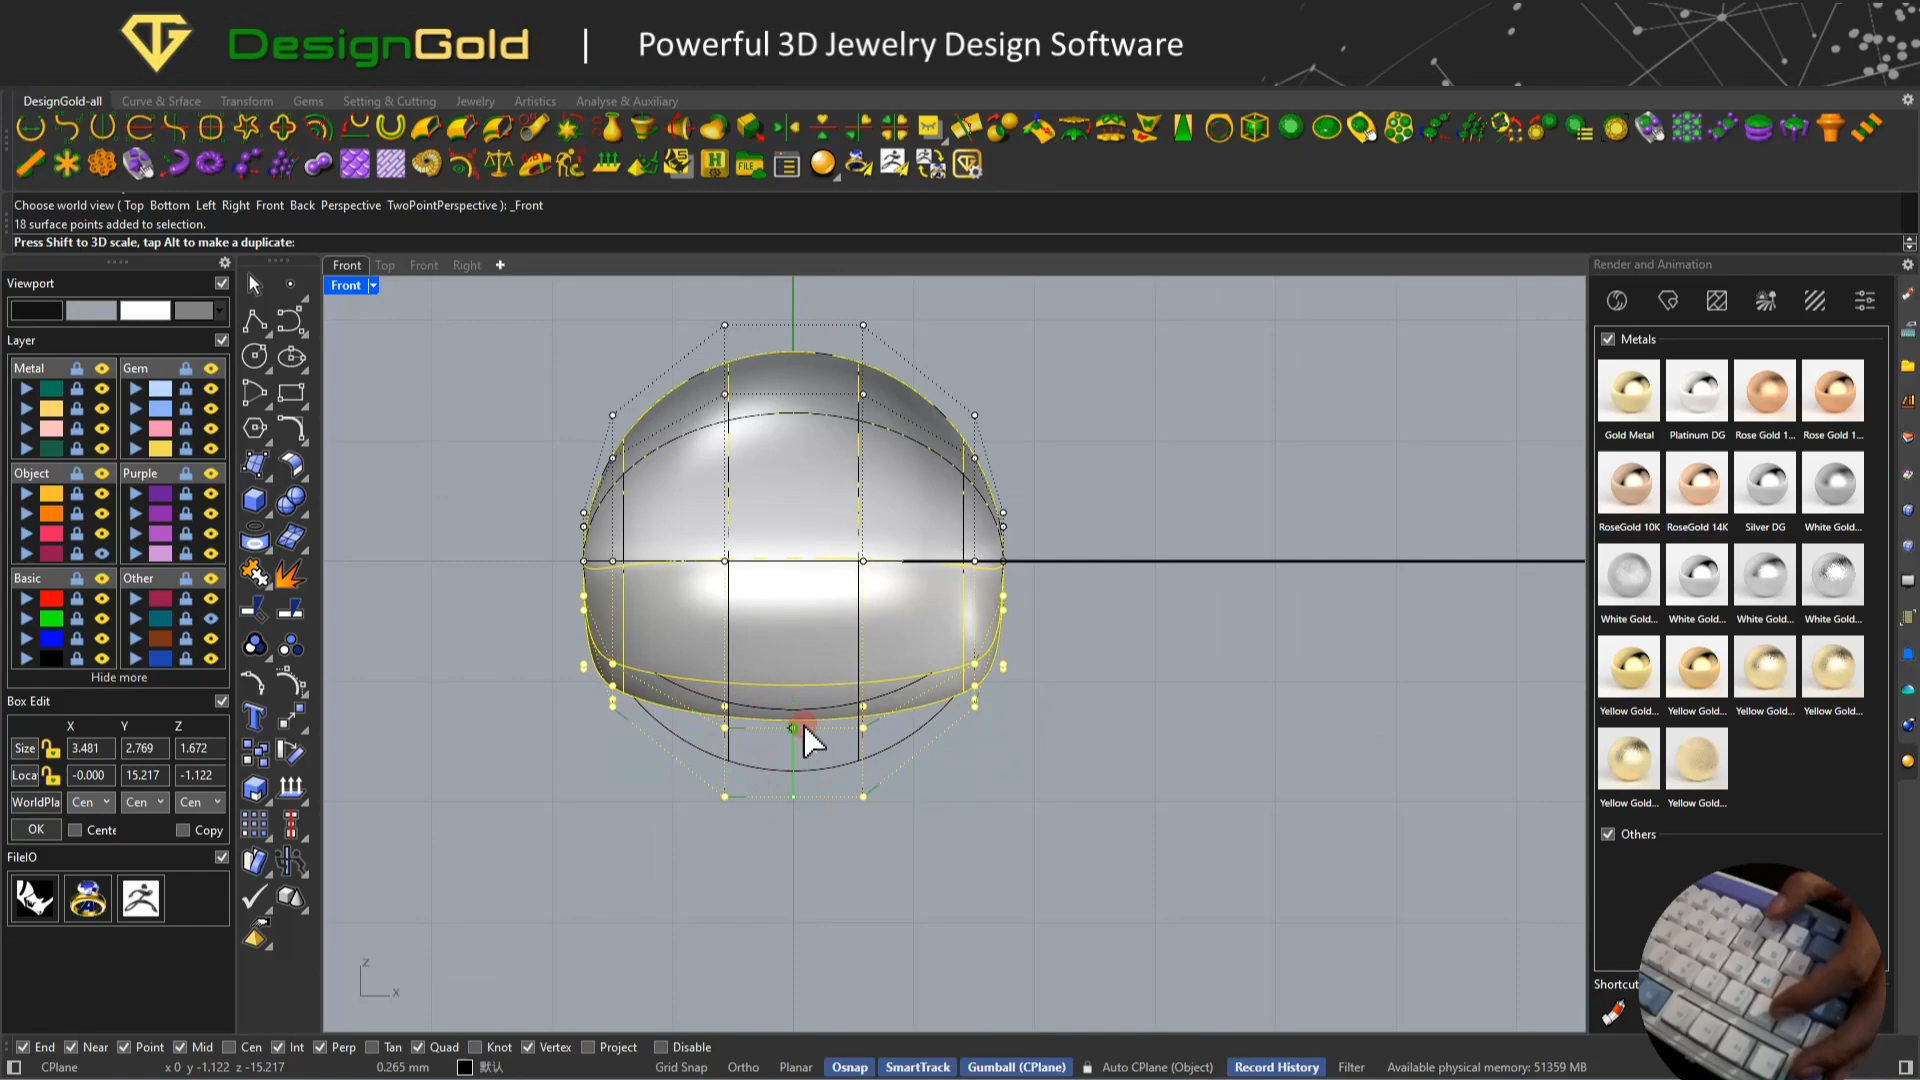 DesignGold | Powerful 3D Jewelry Design Software
DesignGold-all Curve & Srface Transform Gems Setting & Cutting Jewelry Artistics Analyse & Auxiliary
Choose world view ( Top Bottom Left Right Front Back Perspective TwoPointPerspective ): _Front
18 surface points added to selection.
Press Shift to 3D scale, tap Alt to make a duplicate:
Front Top Front Right
Front
Viewport
Layer
Metal Gem
Object Purple
Basic Other
Hide more
Box Edit
X Y Z
Size 3.481 2.769 1.672
Loca -0.000 15.217 -1.122
WorldPla Cen Cen Cen
OK Cente Copy
FileIO
z
x
Render and Animation
Metals
Gold Metal Platinum DG Rose Gold 1... Rose Gold 1...
RoseGold 10K RoseGold 14K Silver DG White Gold...
White Gold... White Gold... White Gold... White Gold...
Yellow Gold... Yellow Gold... Yellow Gold... Yellow Gold...
Yellow Gold... Yellow Gold...
Others
Shortcut
End Near Point Mid Cen Int Perp Tan Quad Knot Vertex Project Disable
CPlane x 0 y -1.122 z -15.217 0.265 mm 默认 Grid Snap Ortho Planar Osnap SmartTrack Gumball (CPlane) Auto CPlane (Object) Record History Filter Available physical memory: 51359 MB